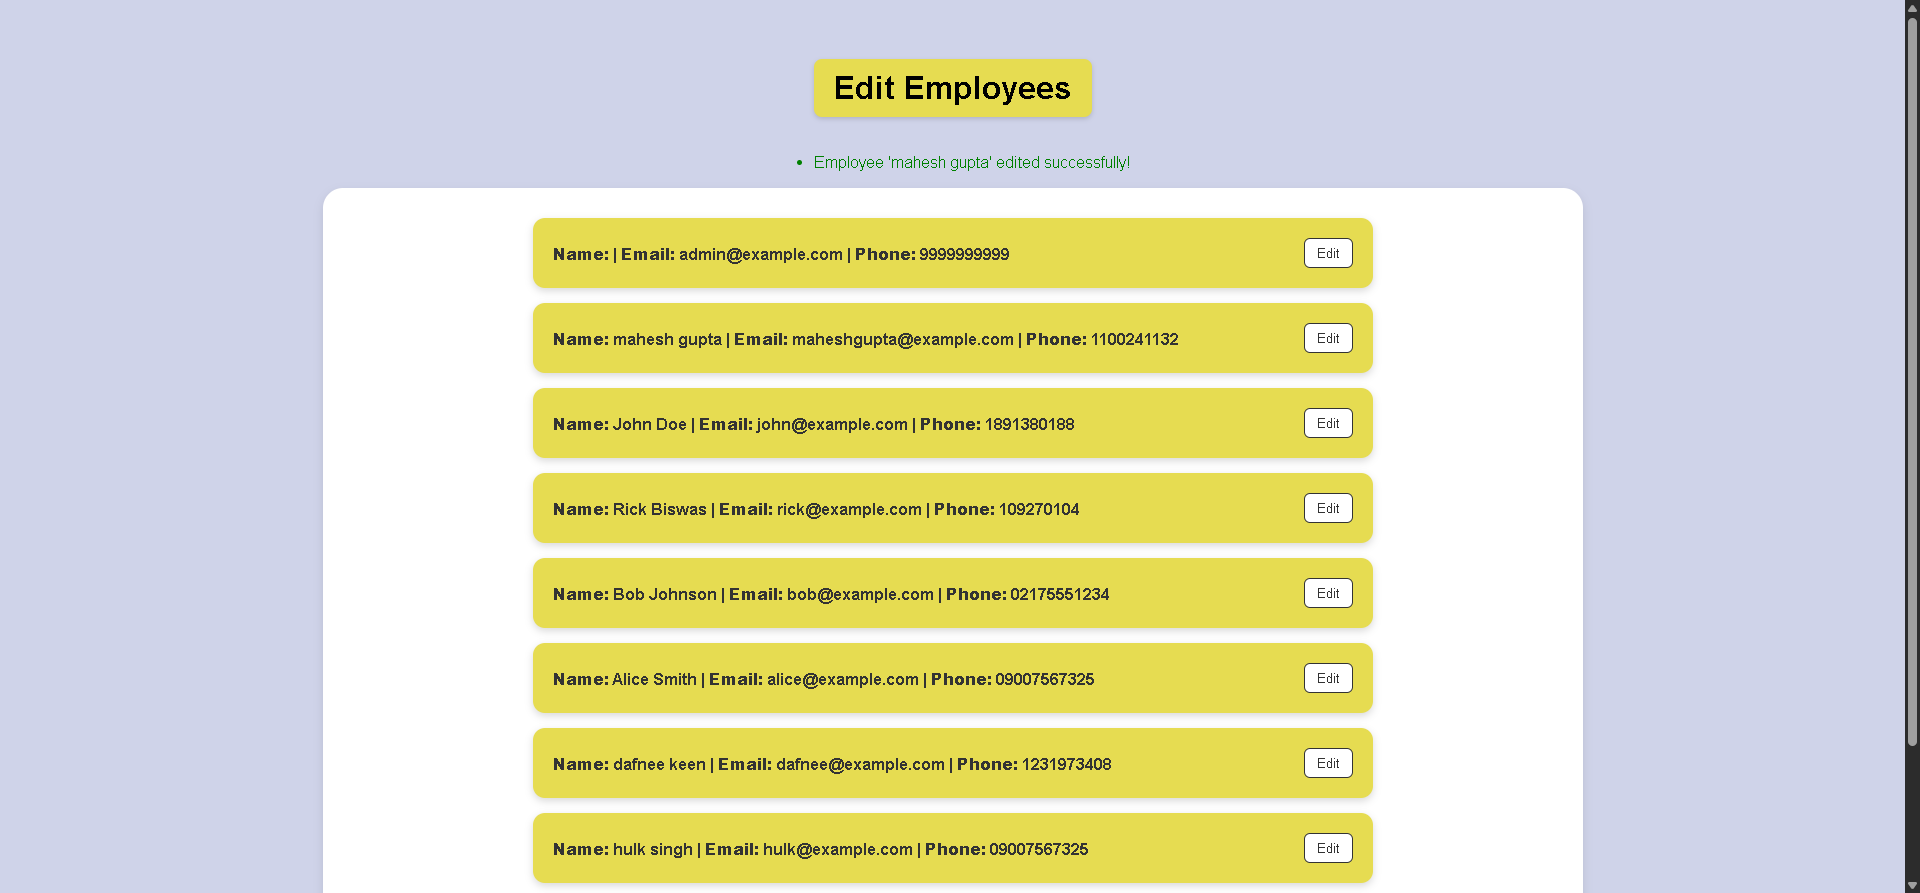 Edit Employees
Employee 'mahesh gupta' edited successfully!
Name: | Email: admin@example.com | Phone: 9999999999 Edit
Name: mahesh gupta | Email: maheshgupta@example.com | Phone: 1100241132 Edit
Name: John Doe | Email: john@example.com | Phone: 1891380188 Edit
Name: Rick Biswas | Email: rick@example.com | Phone: 109270104 Edit
Name: Bob Johnson | Email: bob@example.com | Phone: 02175551234 Edit
Name: Alice Smith | Email: alice@example.com | Phone: 09007567325 Edit
Name: dafnee keen | Email: dafnee@example.com | Phone: 1231973408 Edit
Name: hulk singh | Email: hulk@example.com | Phone: 09007567325 Edit